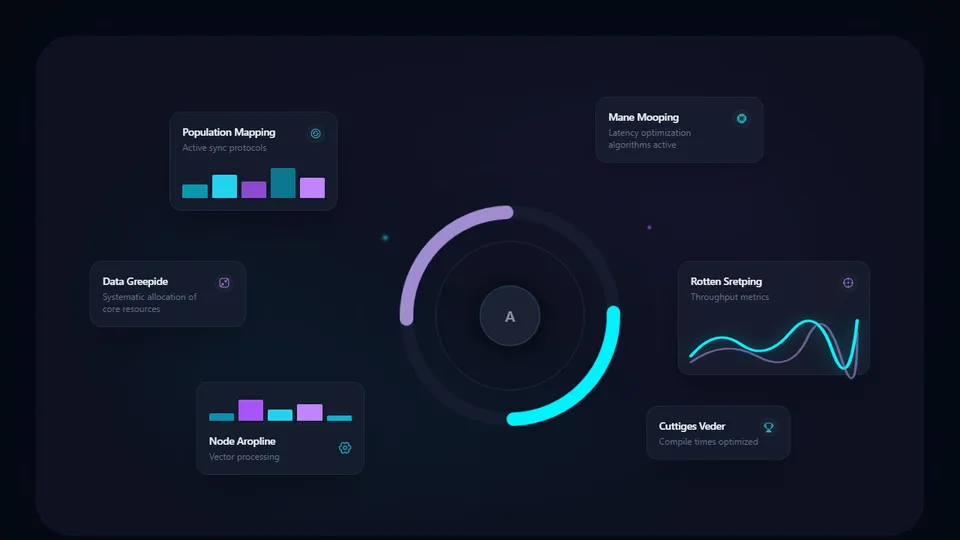 Population Mapping
Active sync protocols
Mane Mooping
Latency optimization
algorithms active
Data Greepide
Systematic allocation of
core resources
A
Rotten Sretping
Throughput metrics
Node Aropline
Vector processing
Cuttiges Veder
Compile times optimized